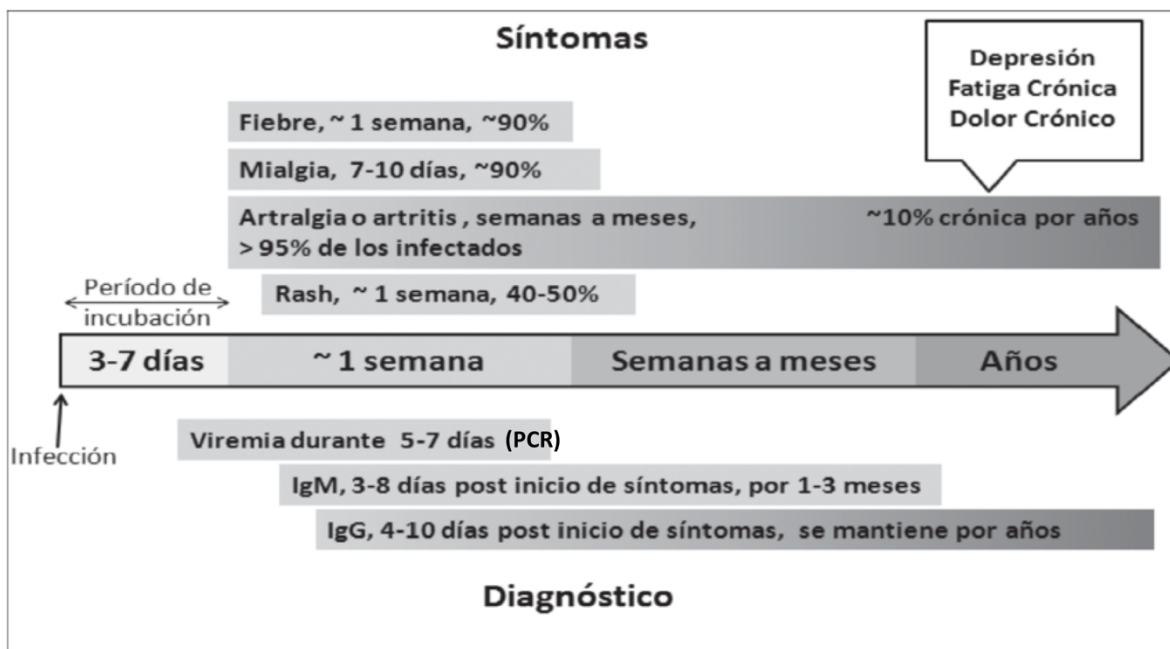 Síntomas
Depresión
Fatiga Crónica
Dolor Crónico
Fiebre, ~ 1 semana, ~90%
Mialgia, 7-10 días, ~90%
Artralgia o artritis , semanas a meses,
> 95% de los infectados
~10% crónica por años
Rash, ~ 1 semana, 40-50%
Período de
incubación
3-7 días
~ 1 semana
Semanas a meses
Años
Infección
Viremia durante 5-7 días (PCR)
IgM, 3-8 días post inicio de síntomas, por 1-3 meses
IgG, 4-10 días post inicio de síntomas, se mantiene por años
Diagnóstico